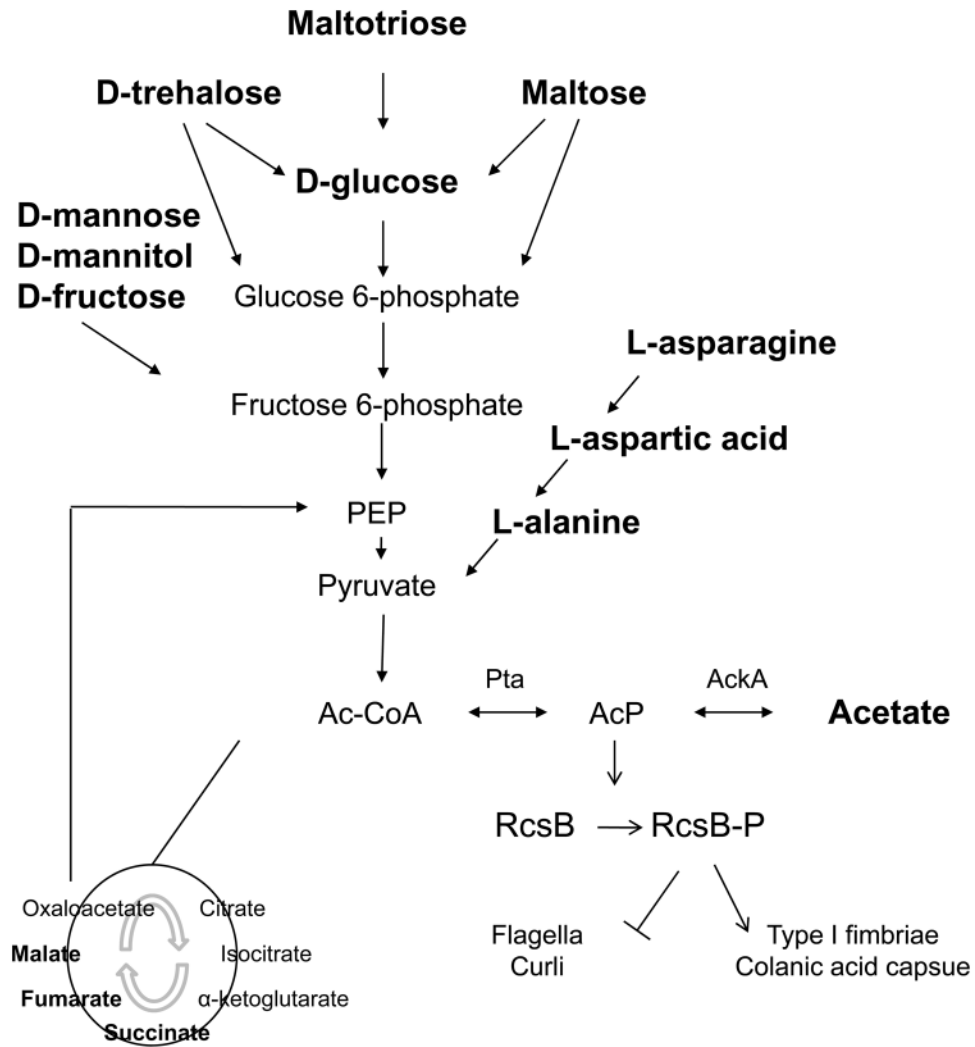 Maltotriose
D-trehalose
Maltose
D-glucose
D-mannose
D-mannitol
D-fructose
Glucose 6-phosphate
L-asparagine
Fructose 6-phosphate
L-aspartic acid
PEP
L-alanine
Pyruvate
Pta
AckA
Ac-CoA
AcP
Acetate
RcsB
RcsB-P
Oxaloacetate
Citrate
Malate
Isocitrate
Fumarate
α-ketoglutarate
Succinate
Flagella
Curli
Type I fimbriae
Colanic acid capsue